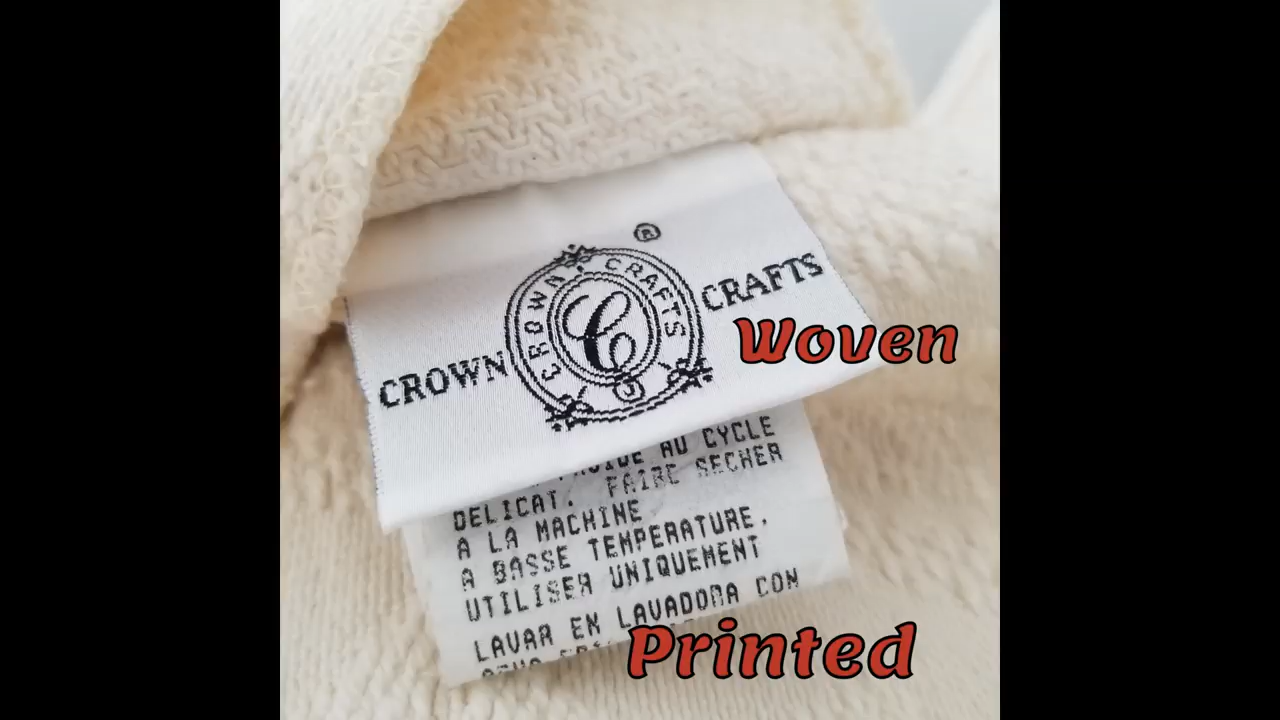 ®
CROWN CRAFTS
CROWN CRAFTS
C
Woven
AU CYCLE
DELICAT. FAIRE SECHER
A LA MACHINE
A BASSE TEMPERATURE.
UTILISER UNIQUEMENT
LAVAR EN LAVADORA CON
Printed